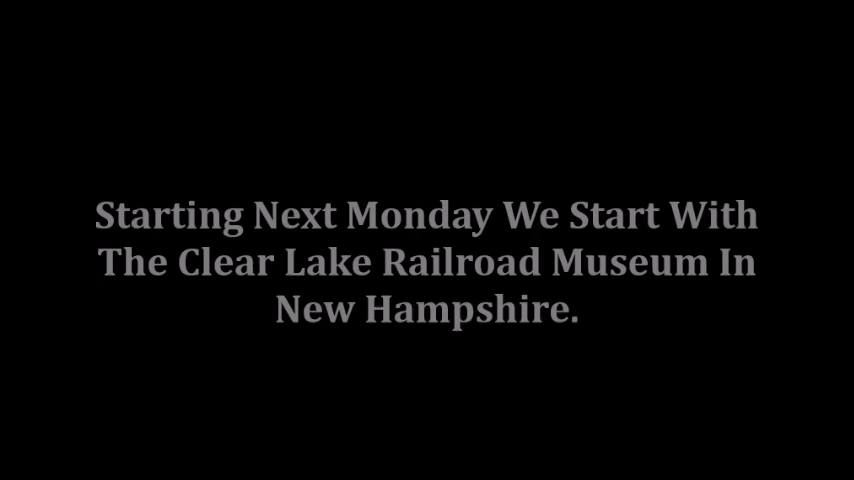 Starting Next Monday We Start With
The Clear Lake Railroad Museum In
New Hampshire.